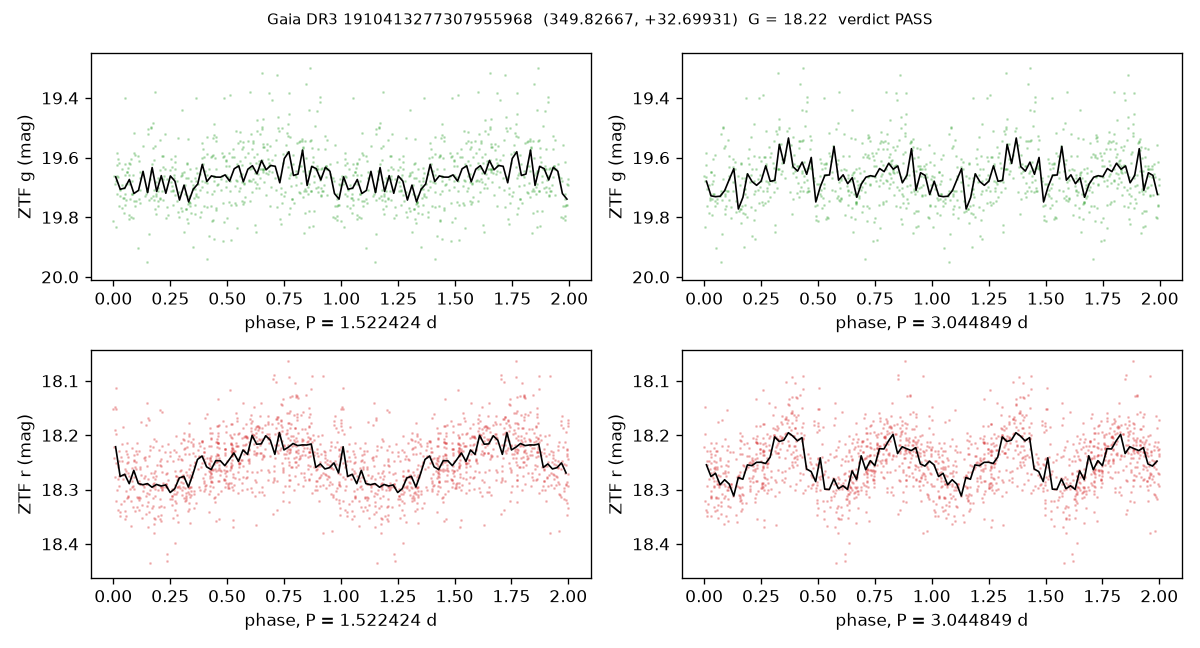 Gaia DR3 1910413277307955968 (349.82667, +32.69931) G = 18.22 verdict PASS
ZTF g (mag)
19.4
19.6
19.8
20.0
0.00 0.25 0.50 0.75 1.00 1.25 1.50 1.75 2.00
phase, P = 1.522424 d
ZTF g (mag)
19.4
19.6
19.8
20.0
0.00 0.25 0.50 0.75 1.00 1.25 1.50 1.75 2.00
phase, P = 3.044849 d
ZTF r (mag)
18.1
18.2
18.3
18.4
0.00 0.25 0.50 0.75 1.00 1.25 1.50 1.75 2.00
phase, P = 1.522424 d
ZTF r (mag)
18.1
18.2
18.3
18.4
0.00 0.25 0.50 0.75 1.00 1.25 1.50 1.75 2.00
phase, P = 3.044849 d